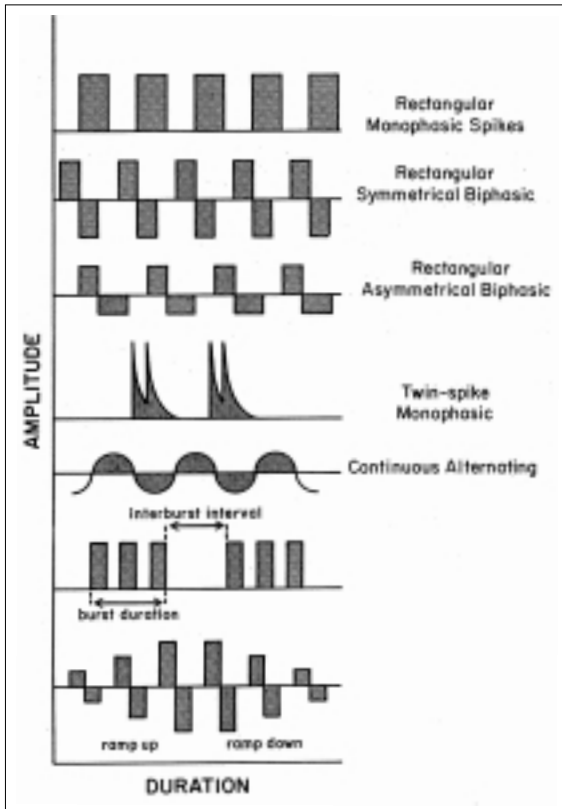 Rectangular
Monophasic Spikes
Rectangular
Symmetrical Biphasic
Rectangular
Asymmetrical Biphasic
AMPLITUDE
Twin-spike
Monophasic
Continuous Alternating
interburst interval
burst duration
ramp up ramp down
DURATION